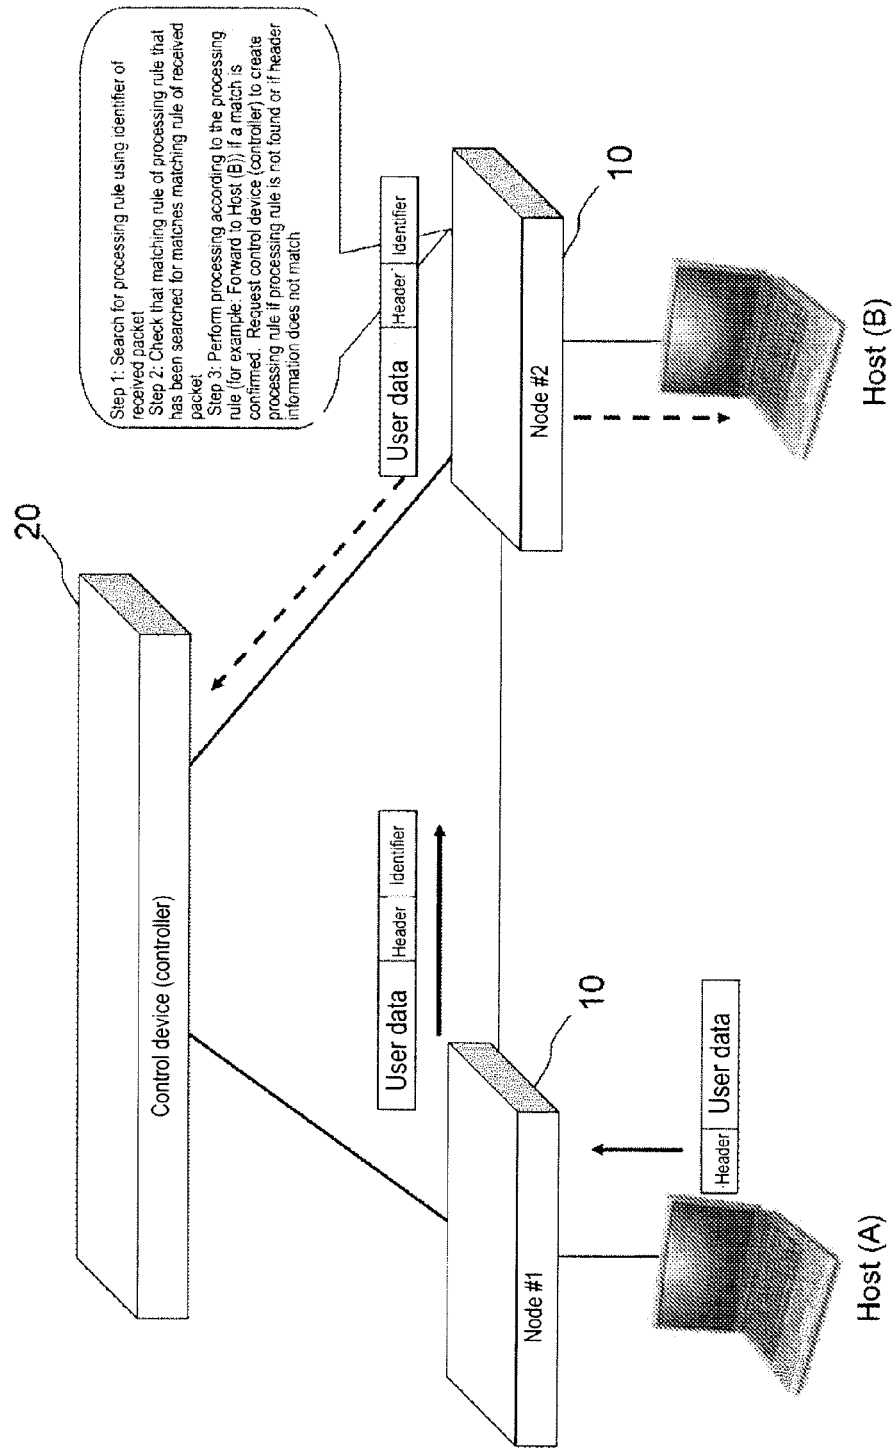 20
Control device (controller)
Step 1: Search for processing rule using identifier of
received packet
Step 2: Check that matching rule of processing rule that
has been searched for matches matching rule of received
packet
Step 3: Perform processing according to the processing
rule (for example: Forward to Host (B)) if a match is
confirmed. Request control device (controller) to create
processing rule if processing rule is not found or if header
information does not match
User data Header Identifier
User data Header Identifier
10
Node #1
10
Node #2
Header User data
Host (A)
Host (B)